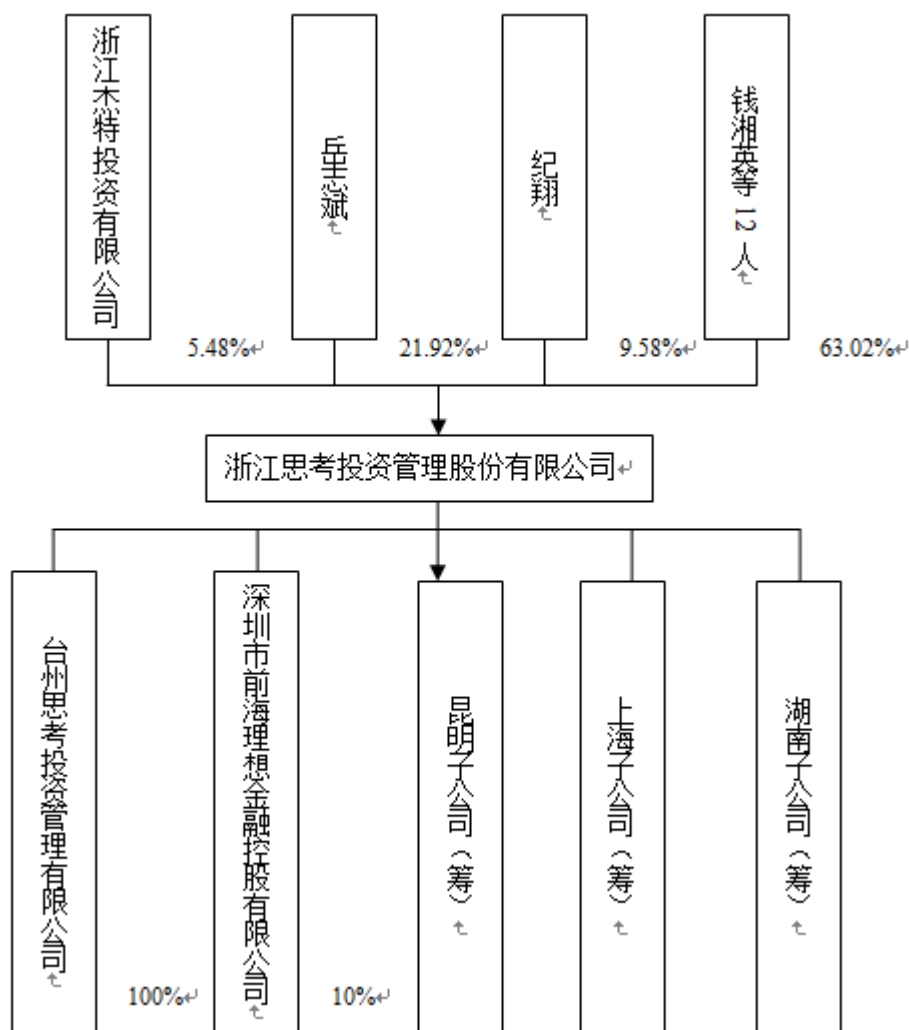 浙江杰特投资有限公司
岳志斌
纪翔
钱湘英等 12 人
5.48%
21.92%
9.58%
63.02%
浙江思考投资管理股份有限公司
台州思考投资管理有限公司
深圳市前海理想金融控股有限公司
昆明子公司（筹）
上海子公司（筹）
湖南子公司（筹）
100%
10%